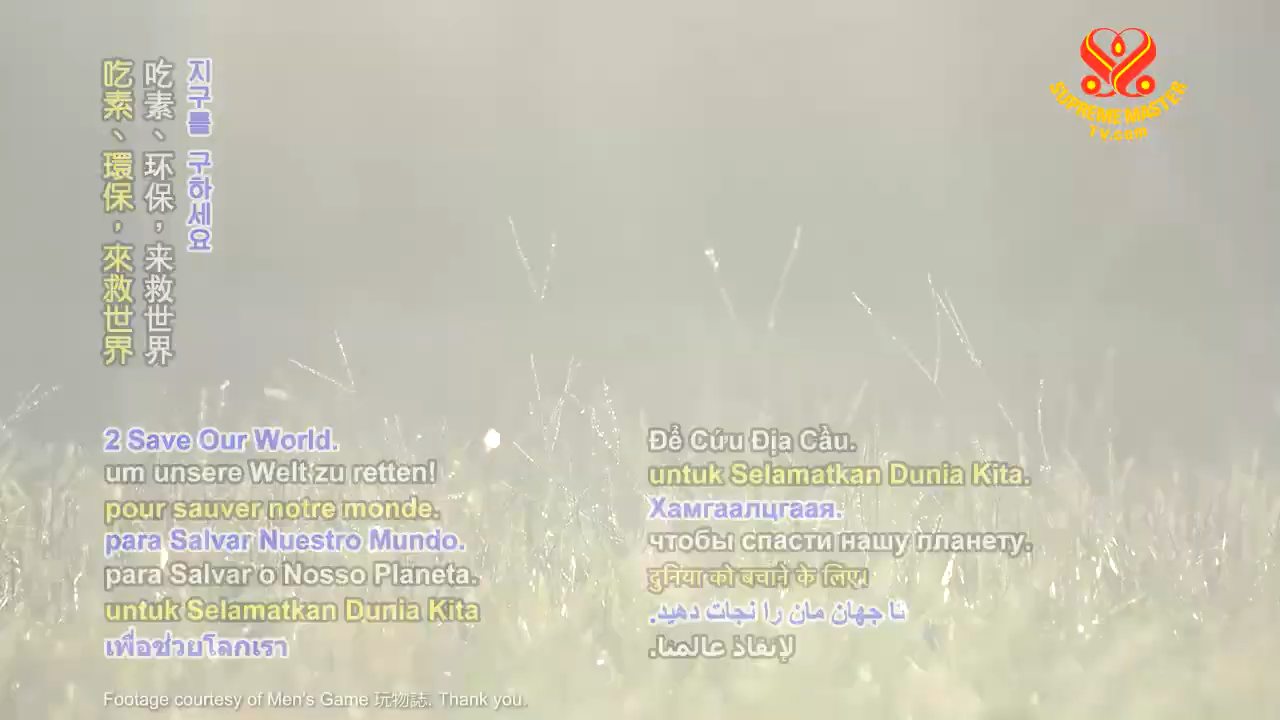 지구를 구하세요
吃素、环保，来救世界
吃素、環保，來救世界
SUPREME MASTER
TV.com
2 Save Our World.
um unsere Welt zu retten!
pour sauver notre monde.
para Salvar Nuestro Mundo.
para Salvar o Nosso Planeta.
untuk Selamatkan Dunia Kita
เพื่อช่วยโลกเรา
Để Cứu Địa Cầu.
untuk Selamatkan Dunia Kita.
Хамгаалцгаая.
чтобы спасти нашу планету.
दुनिया को बचाने के लिए।
تا جهان مان را نجات دهید.
لإنقاذ عالمنا.
Footage courtesy of Men's Game 玩物誌. Thank you.